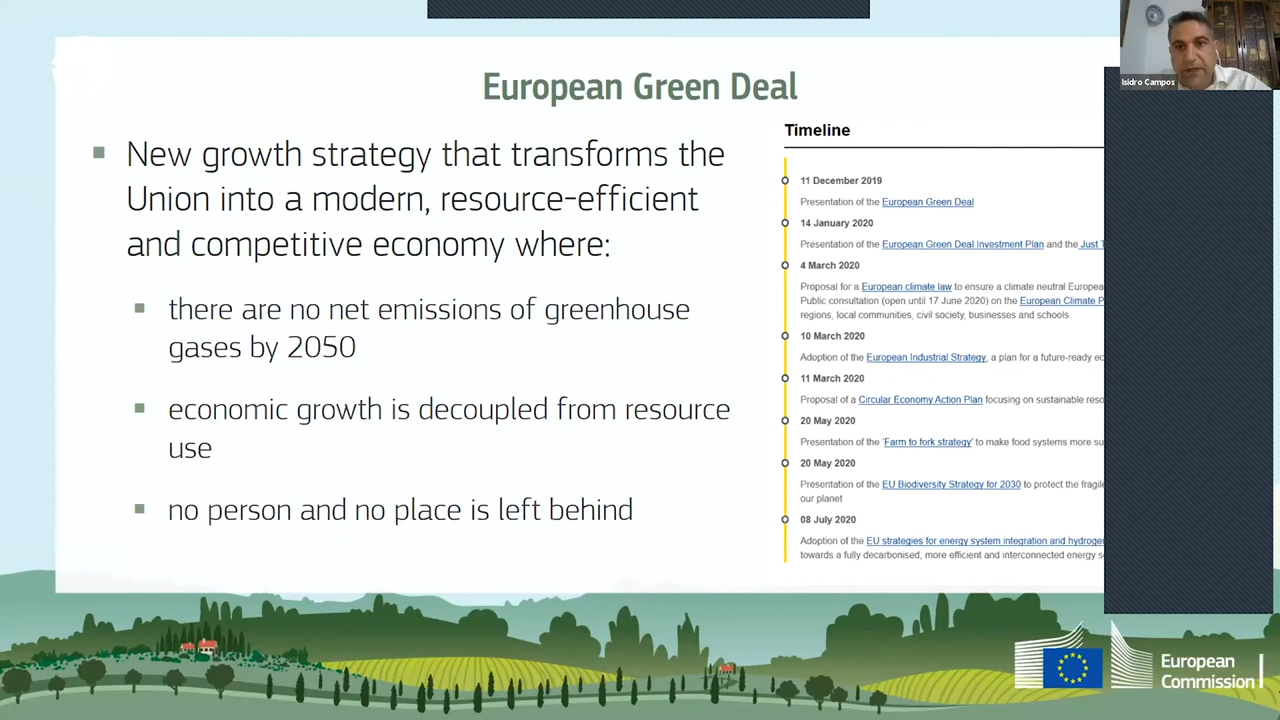 European Green Deal
New growth strategy that transforms the
Union into a modern, resource-efficient
and competitive economy where:
there are no net emissions of greenhouse
gases by 2050
economic growth is decoupled from resource
use
no person and no place is left behind
Timeline
11 December 2019
Presentation of the European Green Deal
14 January 2020
Presentation of the European Green Deal Investment Plan and the Just
4 March 2020
Proposal for a European climate law to ensure a climate neutral Europea
Public consultation (open until 17 June 2020) on the European Climate P
regions, local communities, civil society, businesses and schools
10 March 2020
Adoption of the European Industrial Strategy, a plan for a future-ready ec
11 March 2020
Proposal of a Circular Economy Action Plan focusing on sustainable reso
20 May 2020
Presentation of the 'Farm to fork strategy' to make food systems more su
20 May 2020
Presentation of the EU Biodiversity Strategy for 2030 to protect the fragile
our planet
08 July 2020
Adoption of the EU strategies for energy system integration and hydroge
towards a fully decarbonised, more efficient and interconnected energy s
Isidro Campos
European
Commission